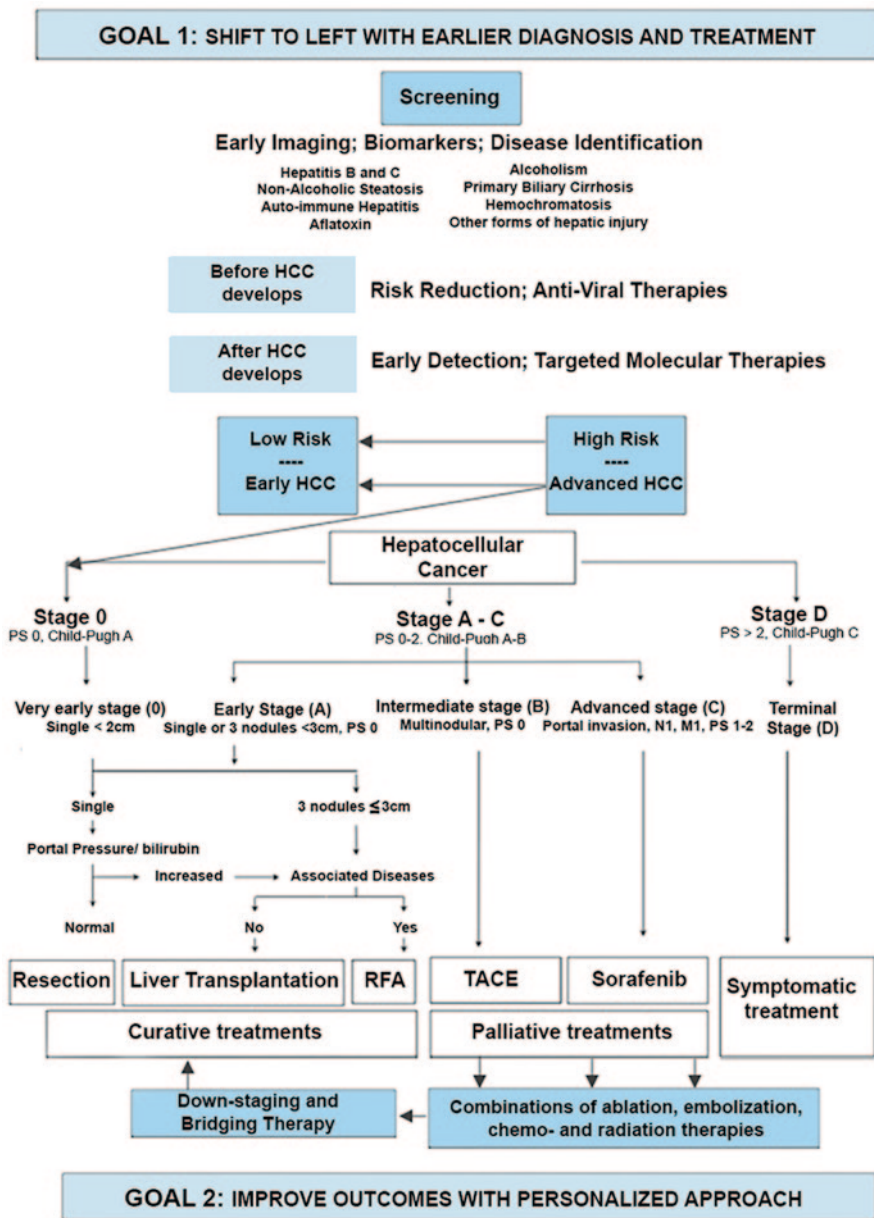 GOAL 1: SHIFT TO LEFT WITH EARLIER DIAGNOSIS AND TREATMENT
Screening
Early Imaging; Biomarkers; Disease Identification
Hepatitis B and C
Non-Alcoholic Steatosis
Auto-immune Hepatitis
Aflatoxin
Alcoholism
Primary Biliary Cirrhosis
Hemochromatosis
Other forms of hepatic injury
Before HCC
develops
Risk Reduction; Anti-Viral Therapies
After HCC
develops
Early Detection; Targeted Molecular Therapies
Low Risk
----
Early HCC
High Risk
----
Advanced HCC
Hepatocellular
Cancer
Stage 0
PS 0, Child-Pugh A
Stage A - C
PS 0-2. Child-Pugh A-B
Stage D
PS > 2, Child-Pugh C
Very early stage (0)
Single < 2cm
Early Stage (A)
Single or 3 nodules <3cm, PS 0
Intermediate stage (B)
Multinodular, PS 0
Advanced stage (C)
Portal invasion, N1, M1, PS 1-2
Terminal
Stage (D)
Single
3 nodules ≦3cm
Portal Pressure/ bilirubin
Increased
Associated Diseases
Normal
No
Yes
Resection
Liver Transplantation
RFA
TACE
Sorafenib
Symptomatic
treatment
Curative treatments
Palliative treatments
Down-staging and
Bridging Therapy
Combinations of ablation, embolization,
chemo- and radiation therapies
GOAL 2: IMPROVE OUTCOMES WITH PERSONALIZED APPROACH